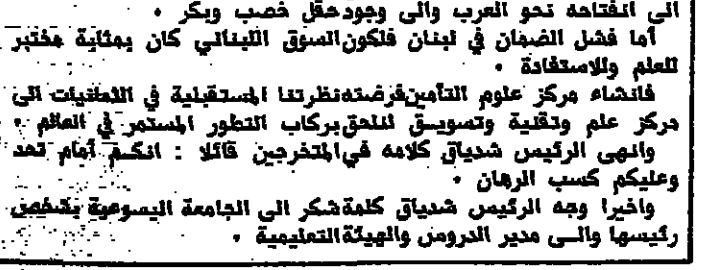 الى انفتاحه نحو العرب والى وجود حقل خصب وبكر .
أما فشل الضمان في لبنان فلكون السوق اللبناني كان بمثابة مختبر
للعلم وللاستفادة .
فانشاء مركز علوم التأمين فرضته نظرتنا المستقبلية في الثمانيات الى
مركز علم وتقنية وتسويق لنلحق بركاب التطور المستمر في العالم .
وانهى الرئيس شدياق كلامه في المتخرجين قائلا : انكم أمام تحد
وعليكم كسب الرهان .
واخيرا وجه الرئيس شدياق كلمة شكر الى الجامعة اليسوعية بشخص
رئيسها والى مدير الدروس والهيئة التعليمية .